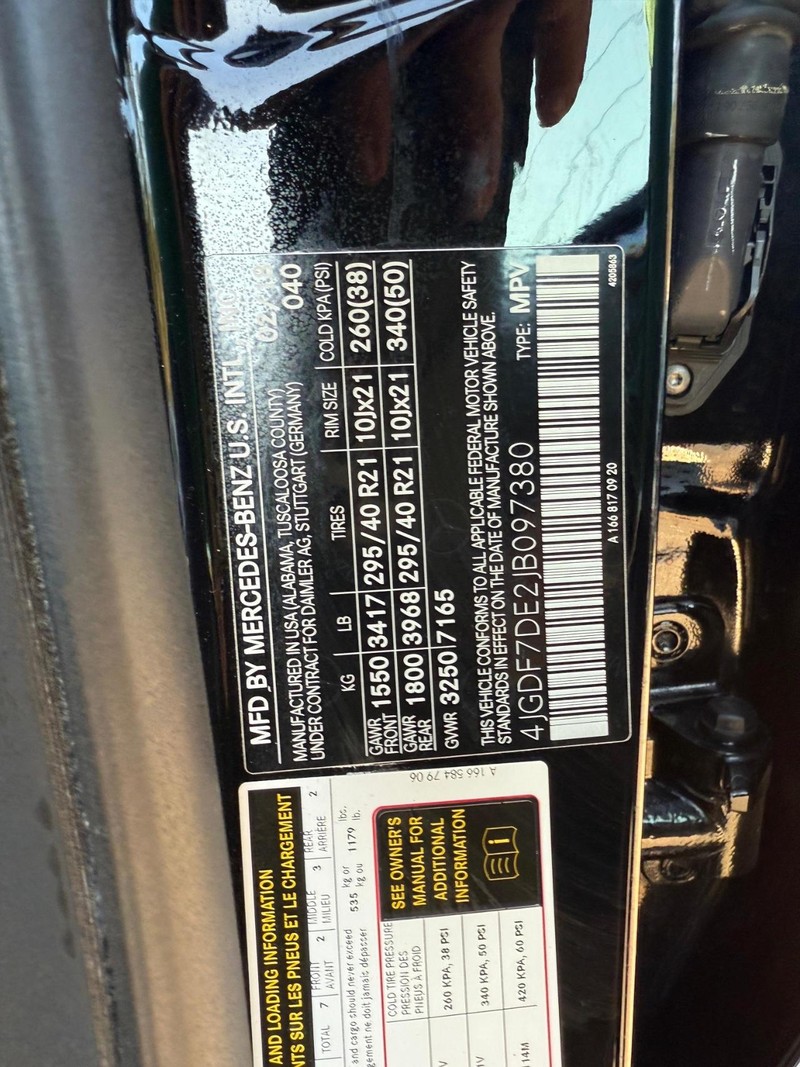 MFD BY MERCEDES-BENZ U.S. INTL, INC.
MANUFACTURED IN USA (ALABAMA, TUSCALOOSA COUNTY)
UNDER CONTRACT FOR DAIMLER AG, STUTTGART (GERMANY)
040
KG LB TIRES RIM SIZE COLD KPA (PSI)
GAWR FRONT 1550 3417 295/40 R21 10Jx21 260(38)
GAWR REAR 1800 3968 295/40 R21 10Jx21 340(50)
GVWR 3250 7165
THIS VEHICLE CONFORMS TO ALL APPLICABLE FEDERAL MOTOR VEHICLE SAFETY
STANDARDS IN EFFECT ON THE DATE OF MANUFACTURE SHOWN ABOVE.
4JGDF7DE2JB097380 TYPE: MPV
A 166 817 09 20 4205863
AND LOADING INFORMATION
NTS SUR LES PNEUS ET LE CHARGEMENT
TOTAL 7 FRONT AVANT 2 MIDDLE MILIEU 3 REAR ARRIÈRE 2
and cargo should never exceed 535 kg or 1179 lbs.
gement ne doit jamais dépasser kg ou lb.
COLD TIRE PRESSURE
PRESSION DES
PNEUS À FROID
260 KPA, 38 PSI
340 KPA, 50 PSI
420 KPA, 60 PSI
V
1V
114M
SEE OWNER'S
MANUAL FOR
ADDITIONAL
INFORMATION
A 166 584 79 06